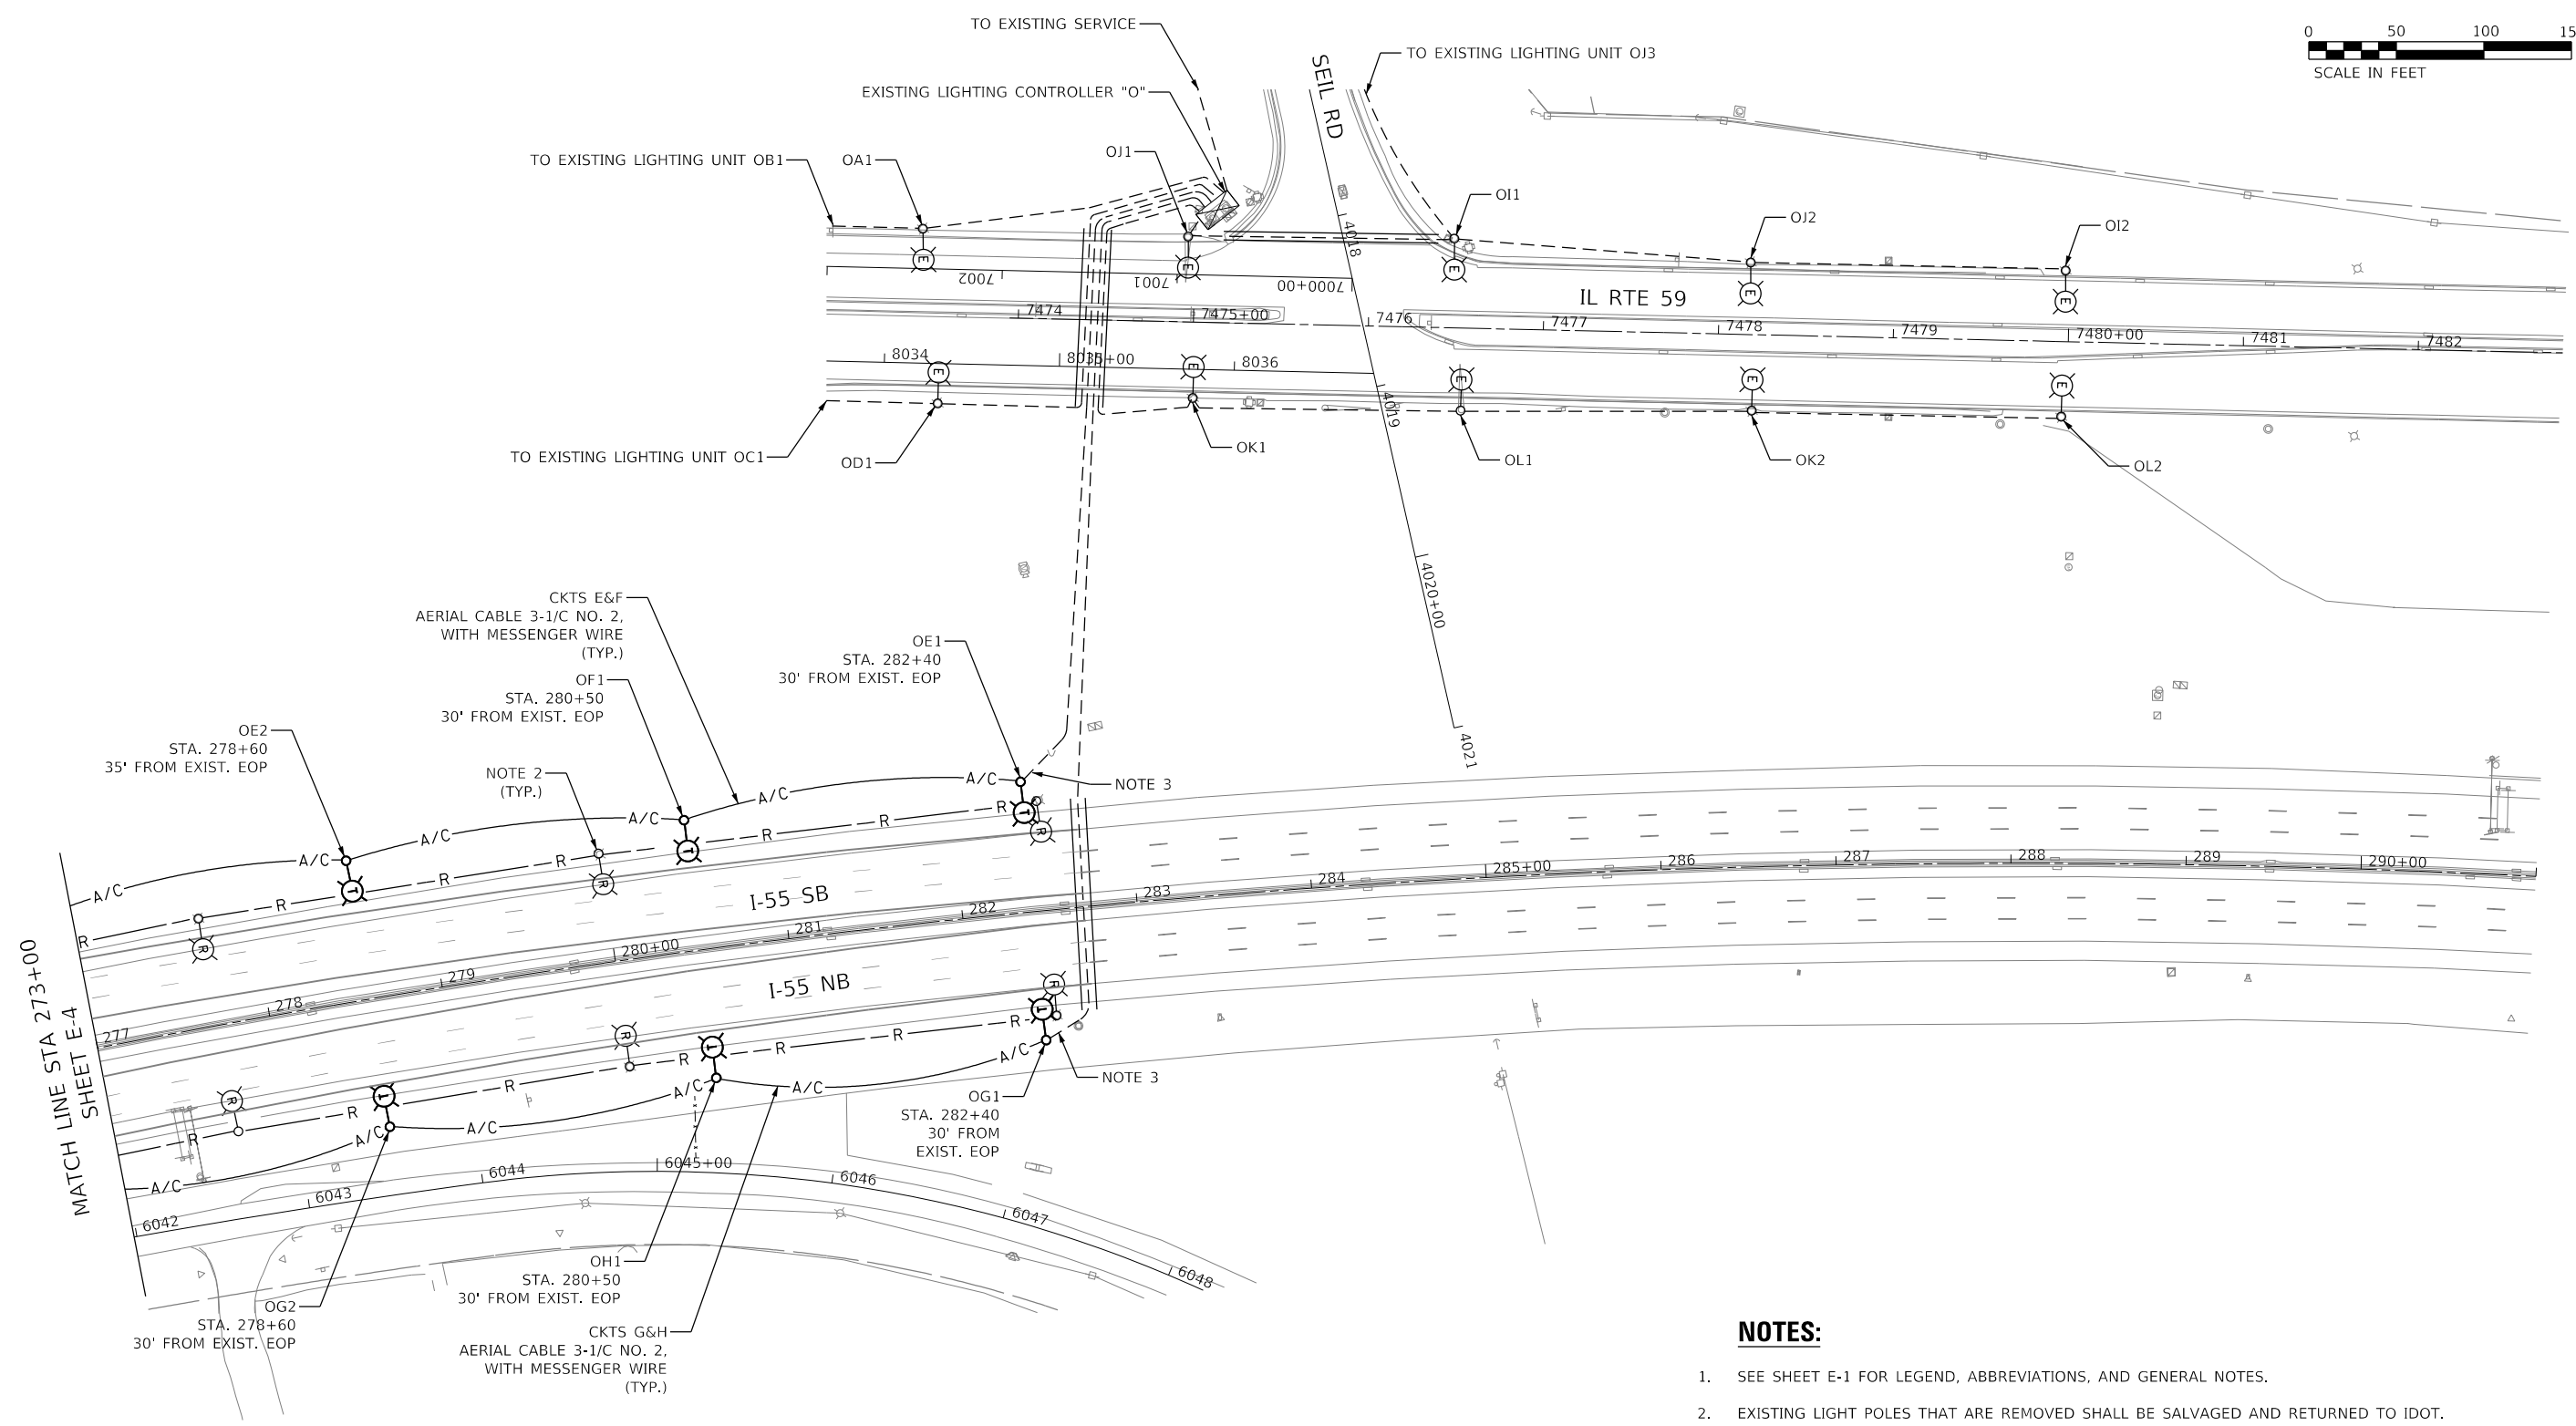 TO EXISTING SERVICE
0 50 100 15
SCALE IN FEET
TO EXISTING LIGHTING UNIT OJ3
SEIL RD
EXISTING LIGHTING CONTROLLER "O"
OJ1
TO EXISTING LIGHTING UNIT OB1
OA1
OI1
OJ2
OI2
E
E
E
E
E
4018
7002
7001
7000+00
IL RTE 59
7474
7475+00
7476
7477
7478
7479
7480+00
7481
7482
8034
8035+00
8036
E
E
E
E
E
4019
TO EXISTING LIGHTING UNIT OC1
OD1
OK1
OL1
OK2
OL2
4020+00
4021
CKTS E&F
AERIAL CABLE 3-1/C NO. 2,
WITH MESSENGER WIRE
(TYP.)
OE1
STA. 282+40
30' FROM EXIST. EOP
OF1
STA. 280+50
30' FROM EXIST. EOP
OE2
STA. 278+60
35' FROM EXIST. EOP
NOTE 2
(TYP.)
NOTE 3
A/C
A/C
A/C
A/C
A/C
A/C
R
R
R
R
R
R
R
T
T
T
R
R
R
I-55 SB
277
278
279
280+00
281
282
283
284
285+00
286
287
288
289
290+00
I-55 NB
MATCH LINE STA 273+00
SHEET E-4
R
R
R
T
T
T
R
R
R
R
R
R
R
A/C
A/C
A/C
A/C
A/C
A/C
NOTE 3
OG1
STA. 282+40
30' FROM
EXIST. EOP
6042
6043
6044
6045+00
6046
6047
6048
OH1
STA. 280+50
30' FROM EXIST. EOP
OG2
STA. 278+60
30' FROM EXIST. EOP
CKTS G&H
AERIAL CABLE 3-1/C NO. 2,
WITH MESSENGER WIRE
(TYP.)
NOTES:
1. SEE SHEET E-1 FOR LEGEND, ABBREVIATIONS, AND GENERAL NOTES.
2. EXISTING LIGHT POLES THAT ARE REMOVED SHALL BE SALVAGED AND RETURNED TO IDOT.